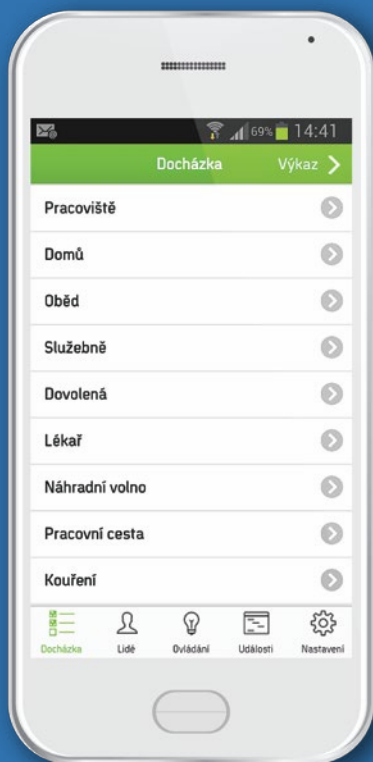 69% 14:41
Docházka Výkaz
Pracoviště
Domů
Oběd
Služebně
Dovolená
Lékař
Náhradní volno
Pracovní cesta
Kouření
Docházka Lidé Ovládání Události Nastavení